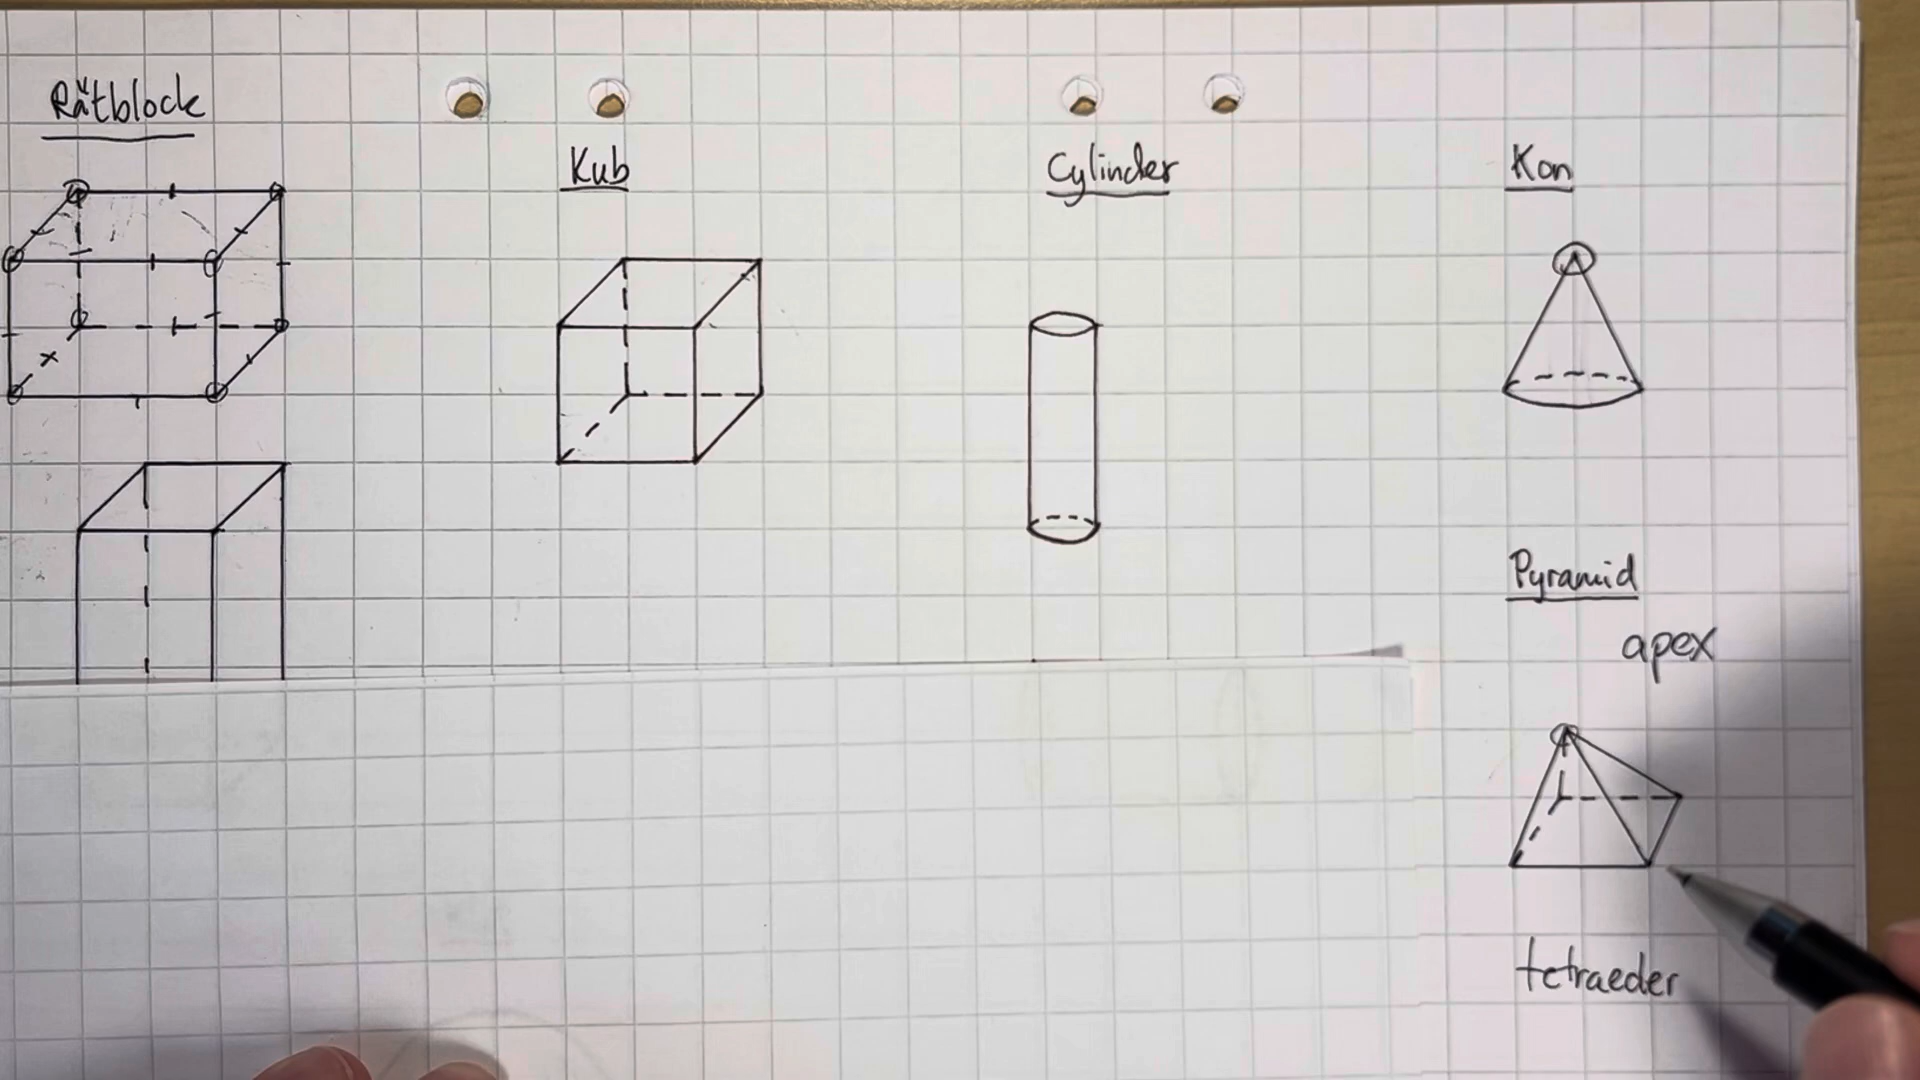 Rätblock
Kub
Cylinder
Kon
Pyramid
apex
tetraeder